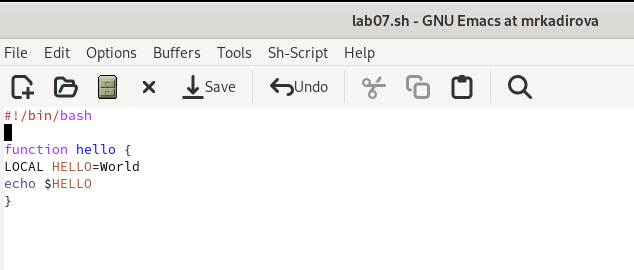 lab07.sh - GNU Emacs at mrkadirova
File Edit Options Buffers Tools Sh-Script Help
Save Undo
#!/bin/bash
function hello {
LOCAL HELLO=World
echo $HELLO
}